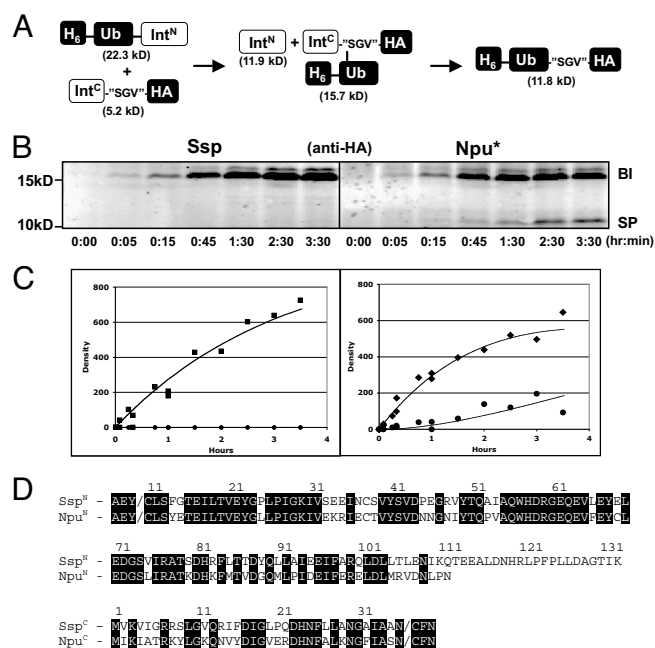 A
H6 Ub IntN
(22.3 kD)
+
IntC -"SGV"- HA
(5.2 kD)
IntN + IntC -"SGV"- HA
(11.9 kD)
H6 Ub
(15.7 kD)
H6 Ub -"SGV"- HA
(11.8 kD)
B
Ssp (anti-HA) Npu*
15kD BI
10kD SP
0:00 0:05 0:15 0:45 1:30 2:30 3:30 0:00 0:05 0:15 0:45 1:30 2:30 3:30 (hr:min)
C
800
600
400
200
0
Density
0 1 2 3 4
Hours
800
600
400
200
0
Density
0 1 2 3 4
Hours
D
11 21 31 41 51 61
SspN - AEY/CLSFGTEILTVEYGPLPIGKIVSEEINCSVYSVDPEGRVYTQAIAQWHDRGEQEVLEYEL
NpuN - AEY/CLSYETEILTVEYGLLPIGKIVEKRIECTVYSVDNNGNIYTQPVAQWHDRGEQEVFEYCL
71 81 91 101 111 121 131
SspN - EDGSVIRATSDHRFLTTDYQLLAIEEIFARQLDLLTLENIKQTEEALDNHRLPFPLLDAGTIK
NpuN - EDGSLIRATKDHKFMTVDGQMLPIDEIFERELDLMRVDNLPN
1 11 21 31
SspC - MVKVIGRRSLGVQRIFDIGLPQDHNFLLANGAIAAN/CFN
NpuC - MIKIATRKYLGKQNVYDIGVERDHNFALKNGFIASN/CFN